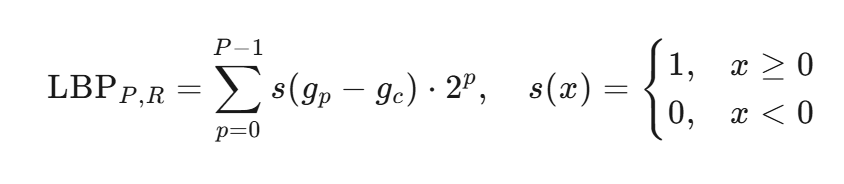 LBP_{P,R} = \sum_{p=0}^{P-1} s(g_p - g_c) \cdot 2^p, \quad s(x) = \begin{cases} 1, & x \geq 0 \\ 0, & x < 0 \end{cases}